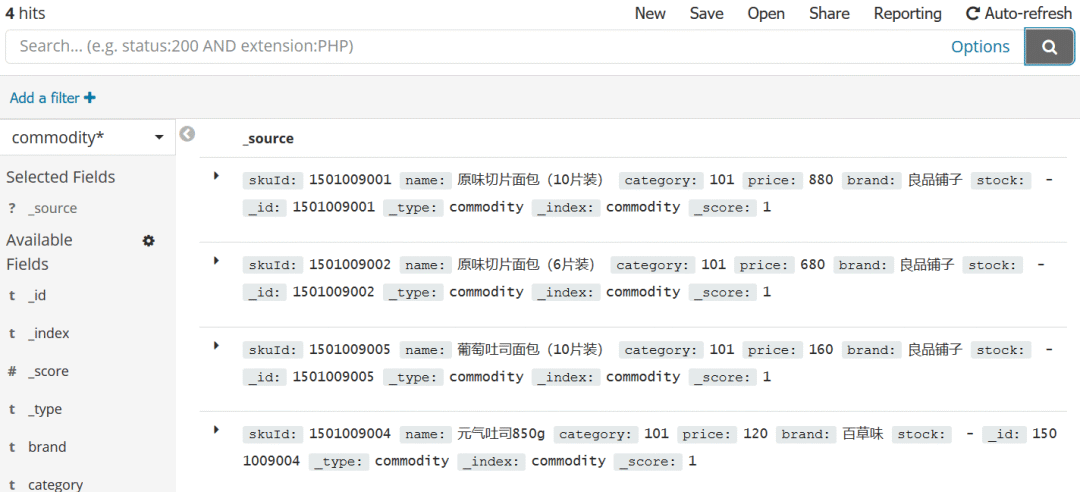 4 hits New Save Open Share Reporting Auto-refresh
Search... (e.g. status:200 AND extension:PHP) Options
Add a filter +
commodity* _source
Selected Fields
? _source
Available
Fields
t _id
t _index
# _score
t _type
t brand
t category
skuId: 1501009001 name: 原味切片面包（10片装） category: 101 price: 880 brand: 良品铺子 stock: -
_id: 1501009001 _type: commodity _index: commodity _score: 1
skuId: 1501009002 name: 原味切片面包（6片装） category: 101 price: 680 brand: 良品铺子 stock: -
_id: 1501009002 _type: commodity _index: commodity _score: 1
skuId: 1501009005 name: 葡萄吐司面包（10片装） category: 101 price: 160 brand: 良品铺子 stock: -
_id: 1501009005 _type: commodity _index: commodity _score: 1
skuId: 1501009004 name: 元气吐司850g category: 101 price: 120 brand: 百草味 stock: - _id: 150
1009004 _type: commodity _index: commodity _score: 1